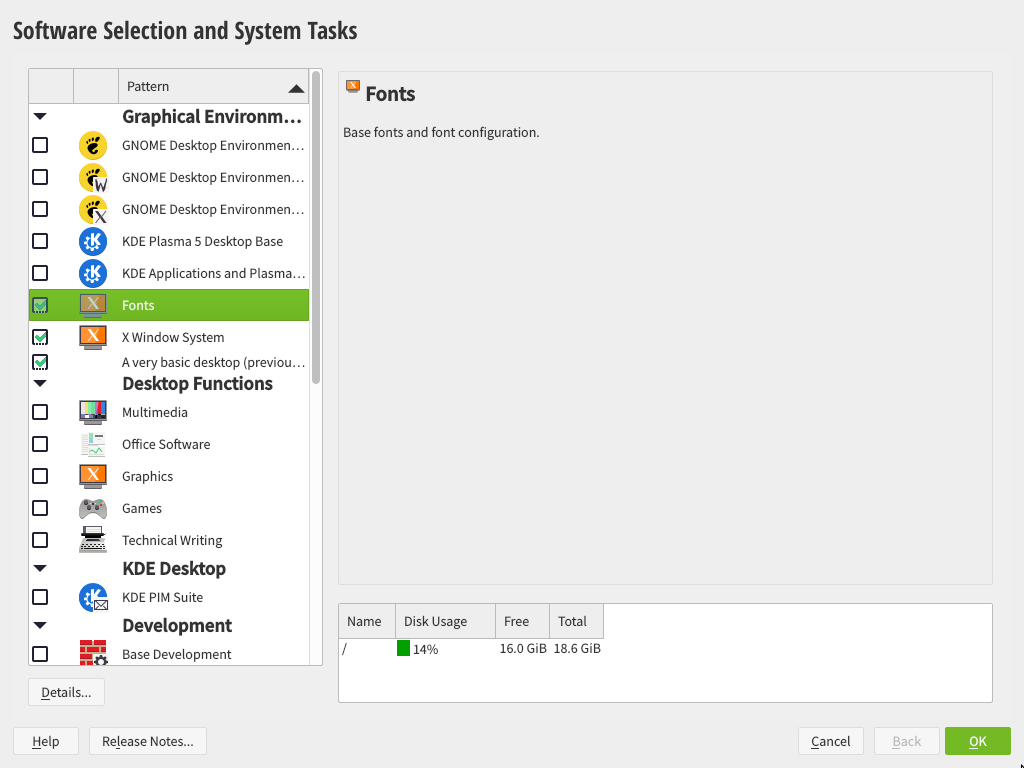 Software Selection and System Tasks
Pattern
Graphical Environm...
GNOME Desktop Environmen...
GNOME Desktop Environmen...
W
GNOME Desktop Environmen...
X
KDE Plasma 5 Desktop Base
KDE Applications and Plasma...
X Fonts
X X Window System
A very basic desktop (previou...
Desktop Functions
Multimedia
Office Software
X Graphics
Games
Technical Writing
KDE Desktop
KDE PIM Suite
Development
Base Development
Details...
X Fonts
Base fonts and font configuration.
Name Disk Usage Free Total
/ 14% 16.0 GiB 18.6 GiB
Help Release Notes... Cancel Back OK